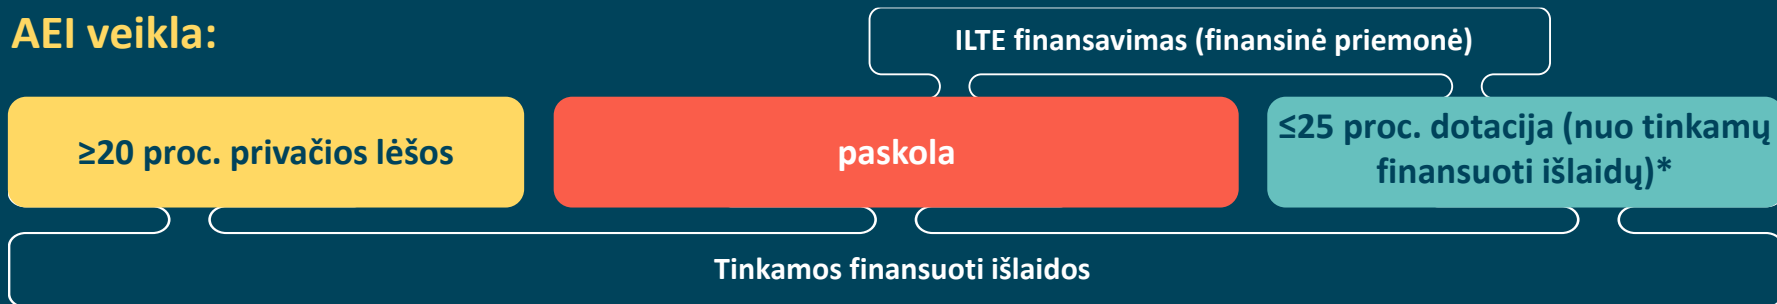 AEI veikla:
ILTE finansavimas (finansinė priemonė)
≥20 proc. privačios lėšos
paskola
≤25 proc. dotacija (nuo tinkamų
finansuoti išlaidų)*
Tinkamos finansuoti išlaidos